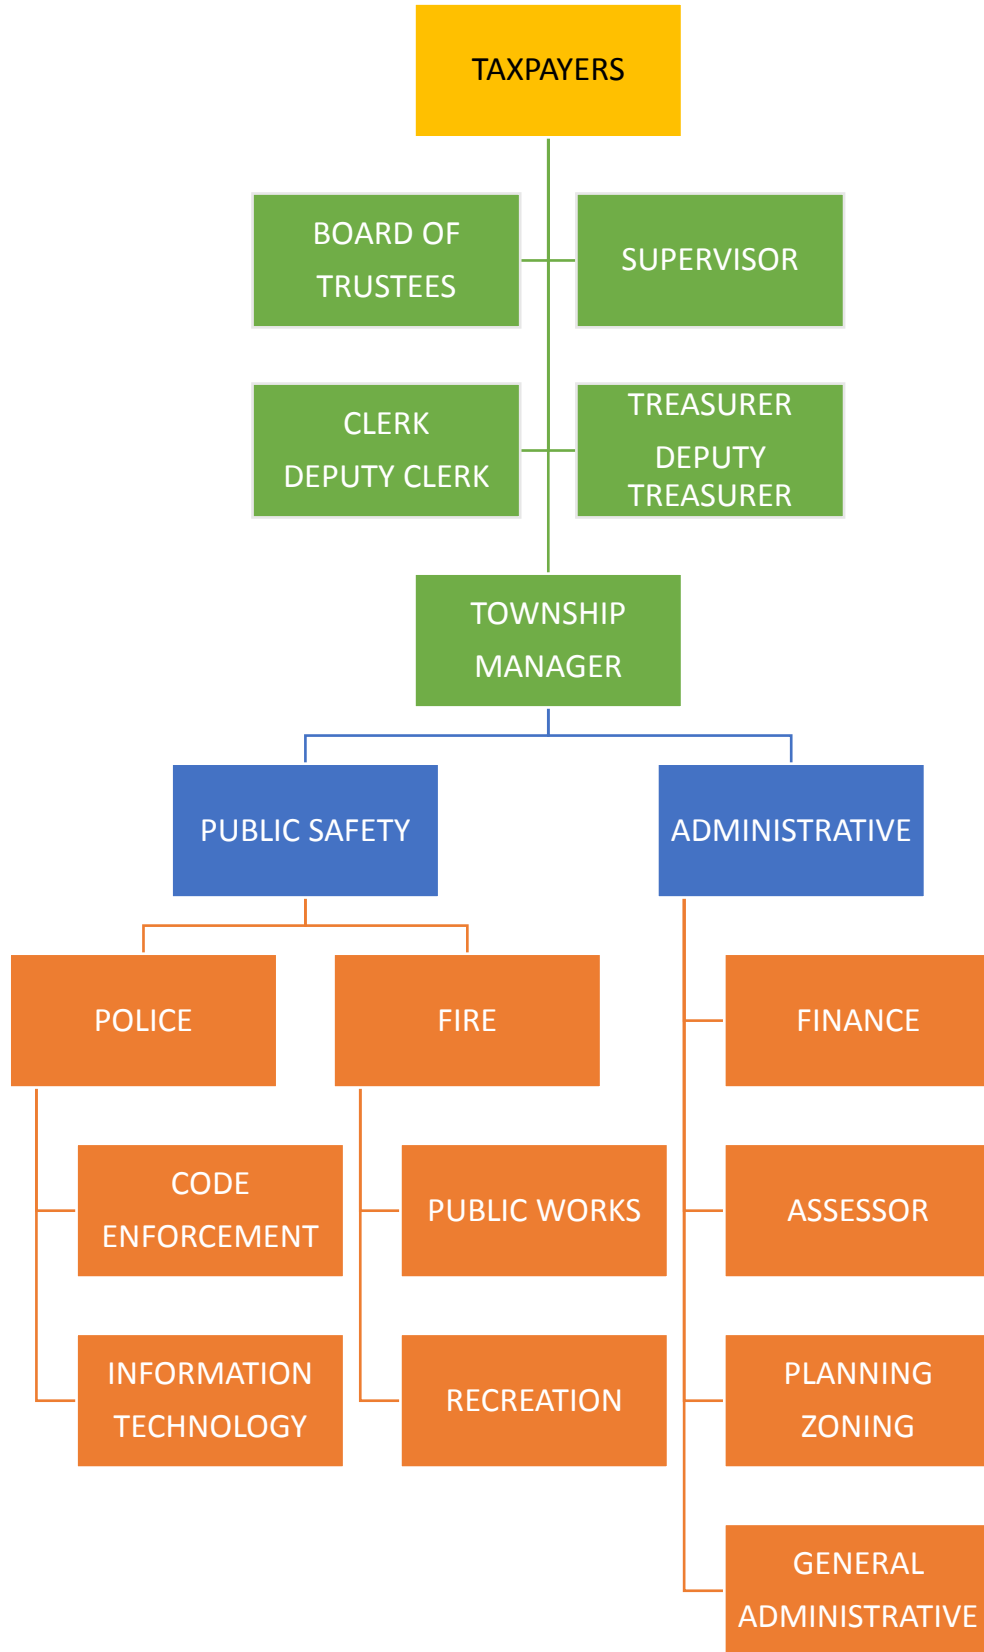 TAXPAYERS
BOARD OF
TRUSTEES
SUPERVISOR
CLERK
DEPUTY CLERK
TREASURER
DEPUTY
TREASURER
TOWNSHIP
MANAGER
PUBLIC SAFETY
ADMINISTRATIVE
POLICE
FIRE
FINANCE
CODE
ENFORCEMENT
PUBLIC WORKS
ASSESSOR
INFORMATION
TECHNOLOGY
RECREATION
PLANNING
ZONING
GENERAL
ADMINISTRATIVE